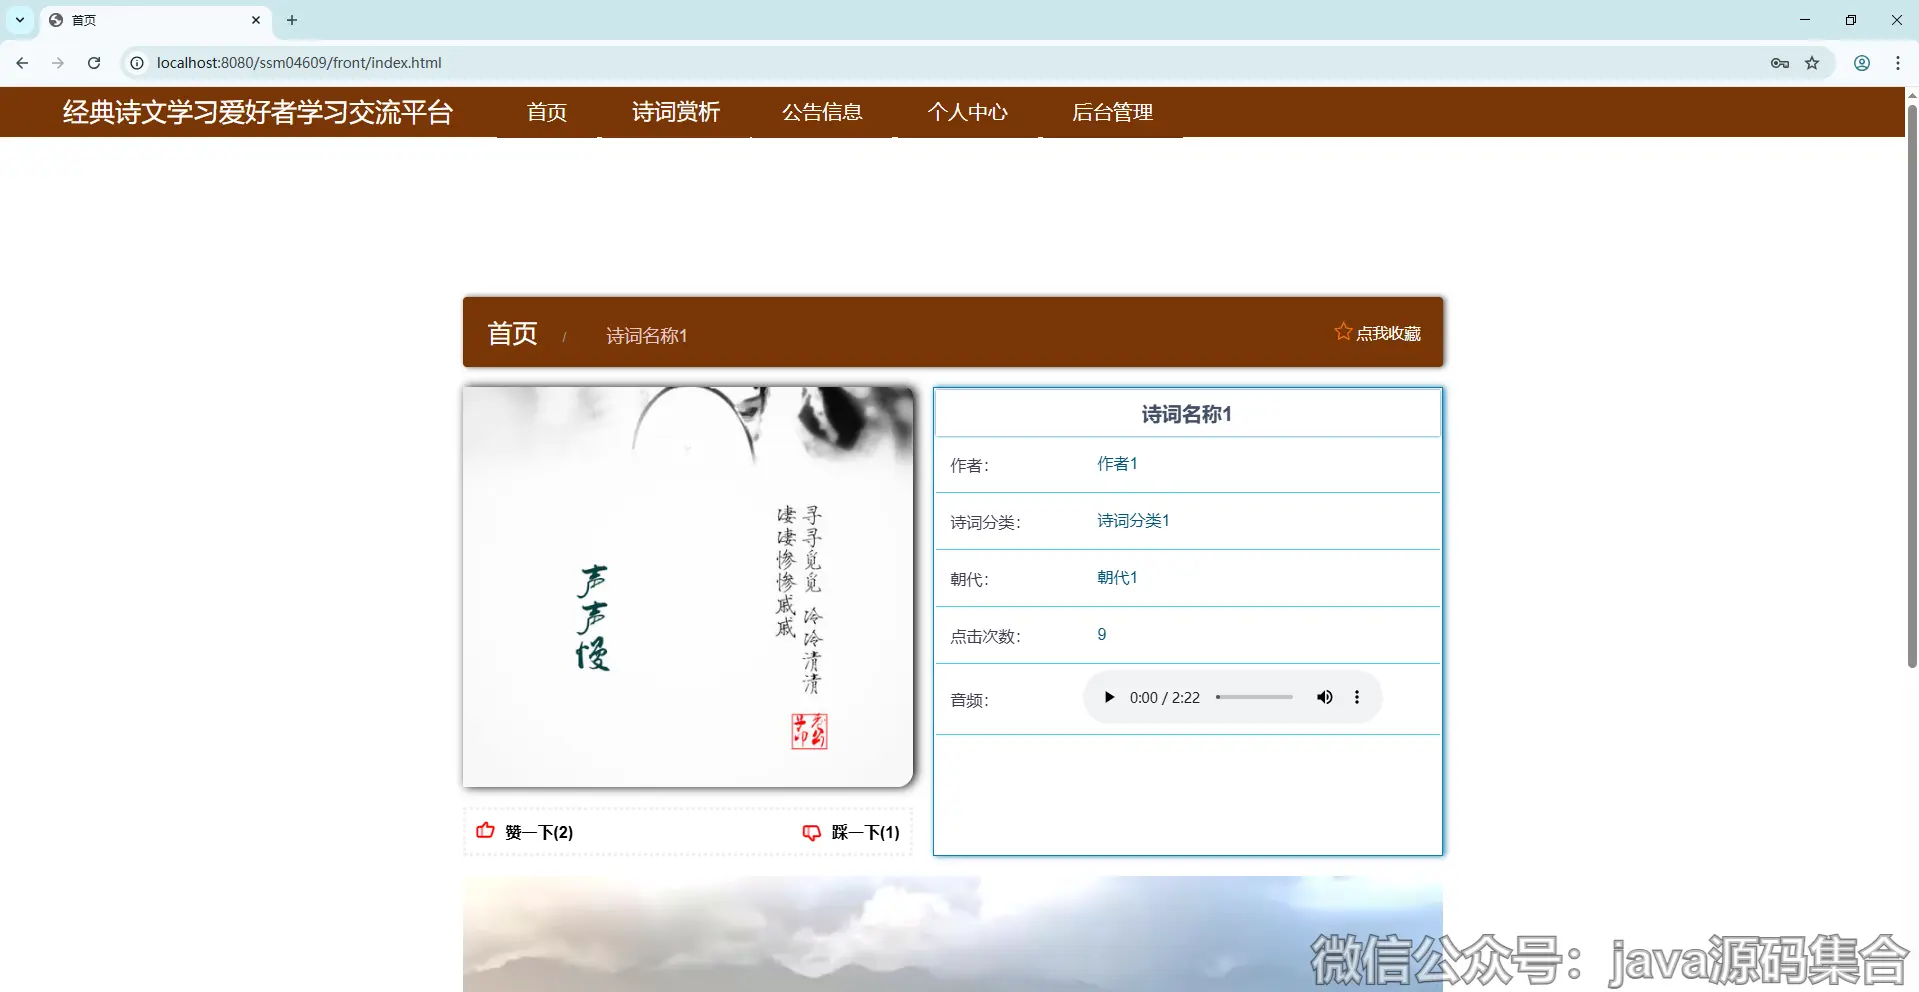 首页
localhost:8080/ssm04609/front/index.html
经典诗文学习爱好者学习交流平台 首页 诗词赏析 公告信息 个人中心 后台管理
首页 / 诗词名称1 点我收藏
寻寻觅觅 冷冷清清
凄凄惨惨戚戚
声声慢
诗词名称1
作者： 作者1
诗词分类： 诗词分类1
朝代： 朝代1
点击次数： 9
音频： 0:00 / 2:22
赞一下(2) 踩一下(1)
微信公众号：java源码集合